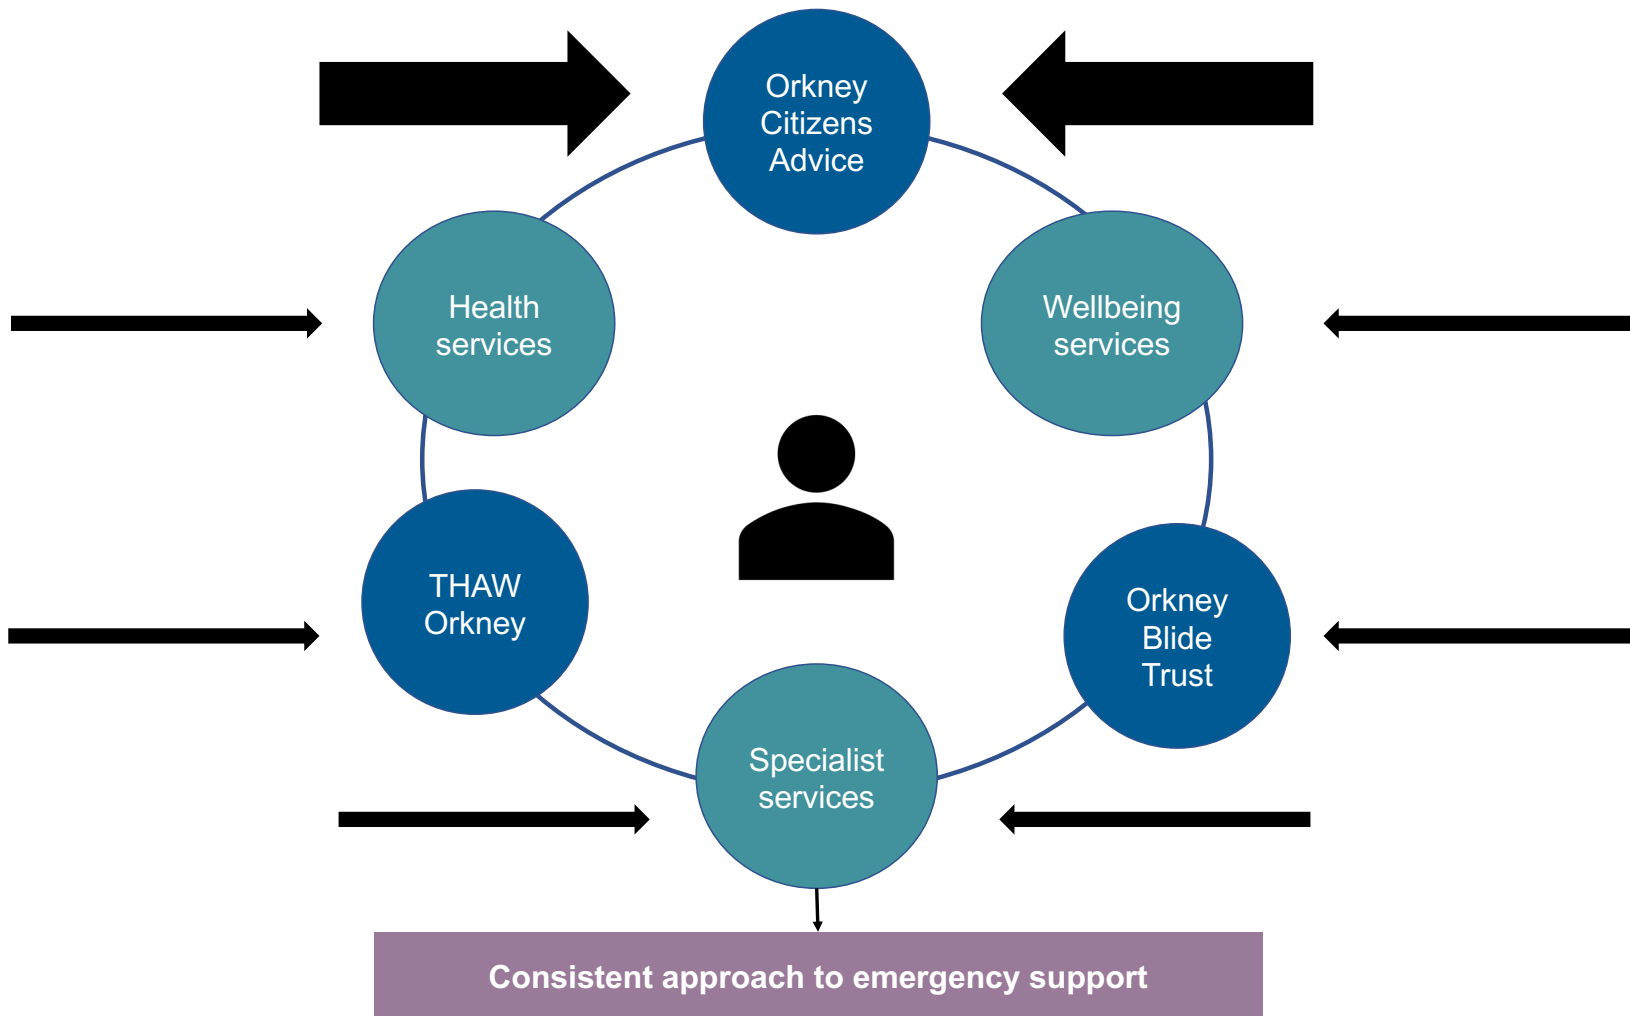 Orkney
Citizens
Advice
Health
services
Wellbeing
services
THAW
Orkney
Orkney
Blide
Trust
Specialist
services
Consistent approach to emergency support